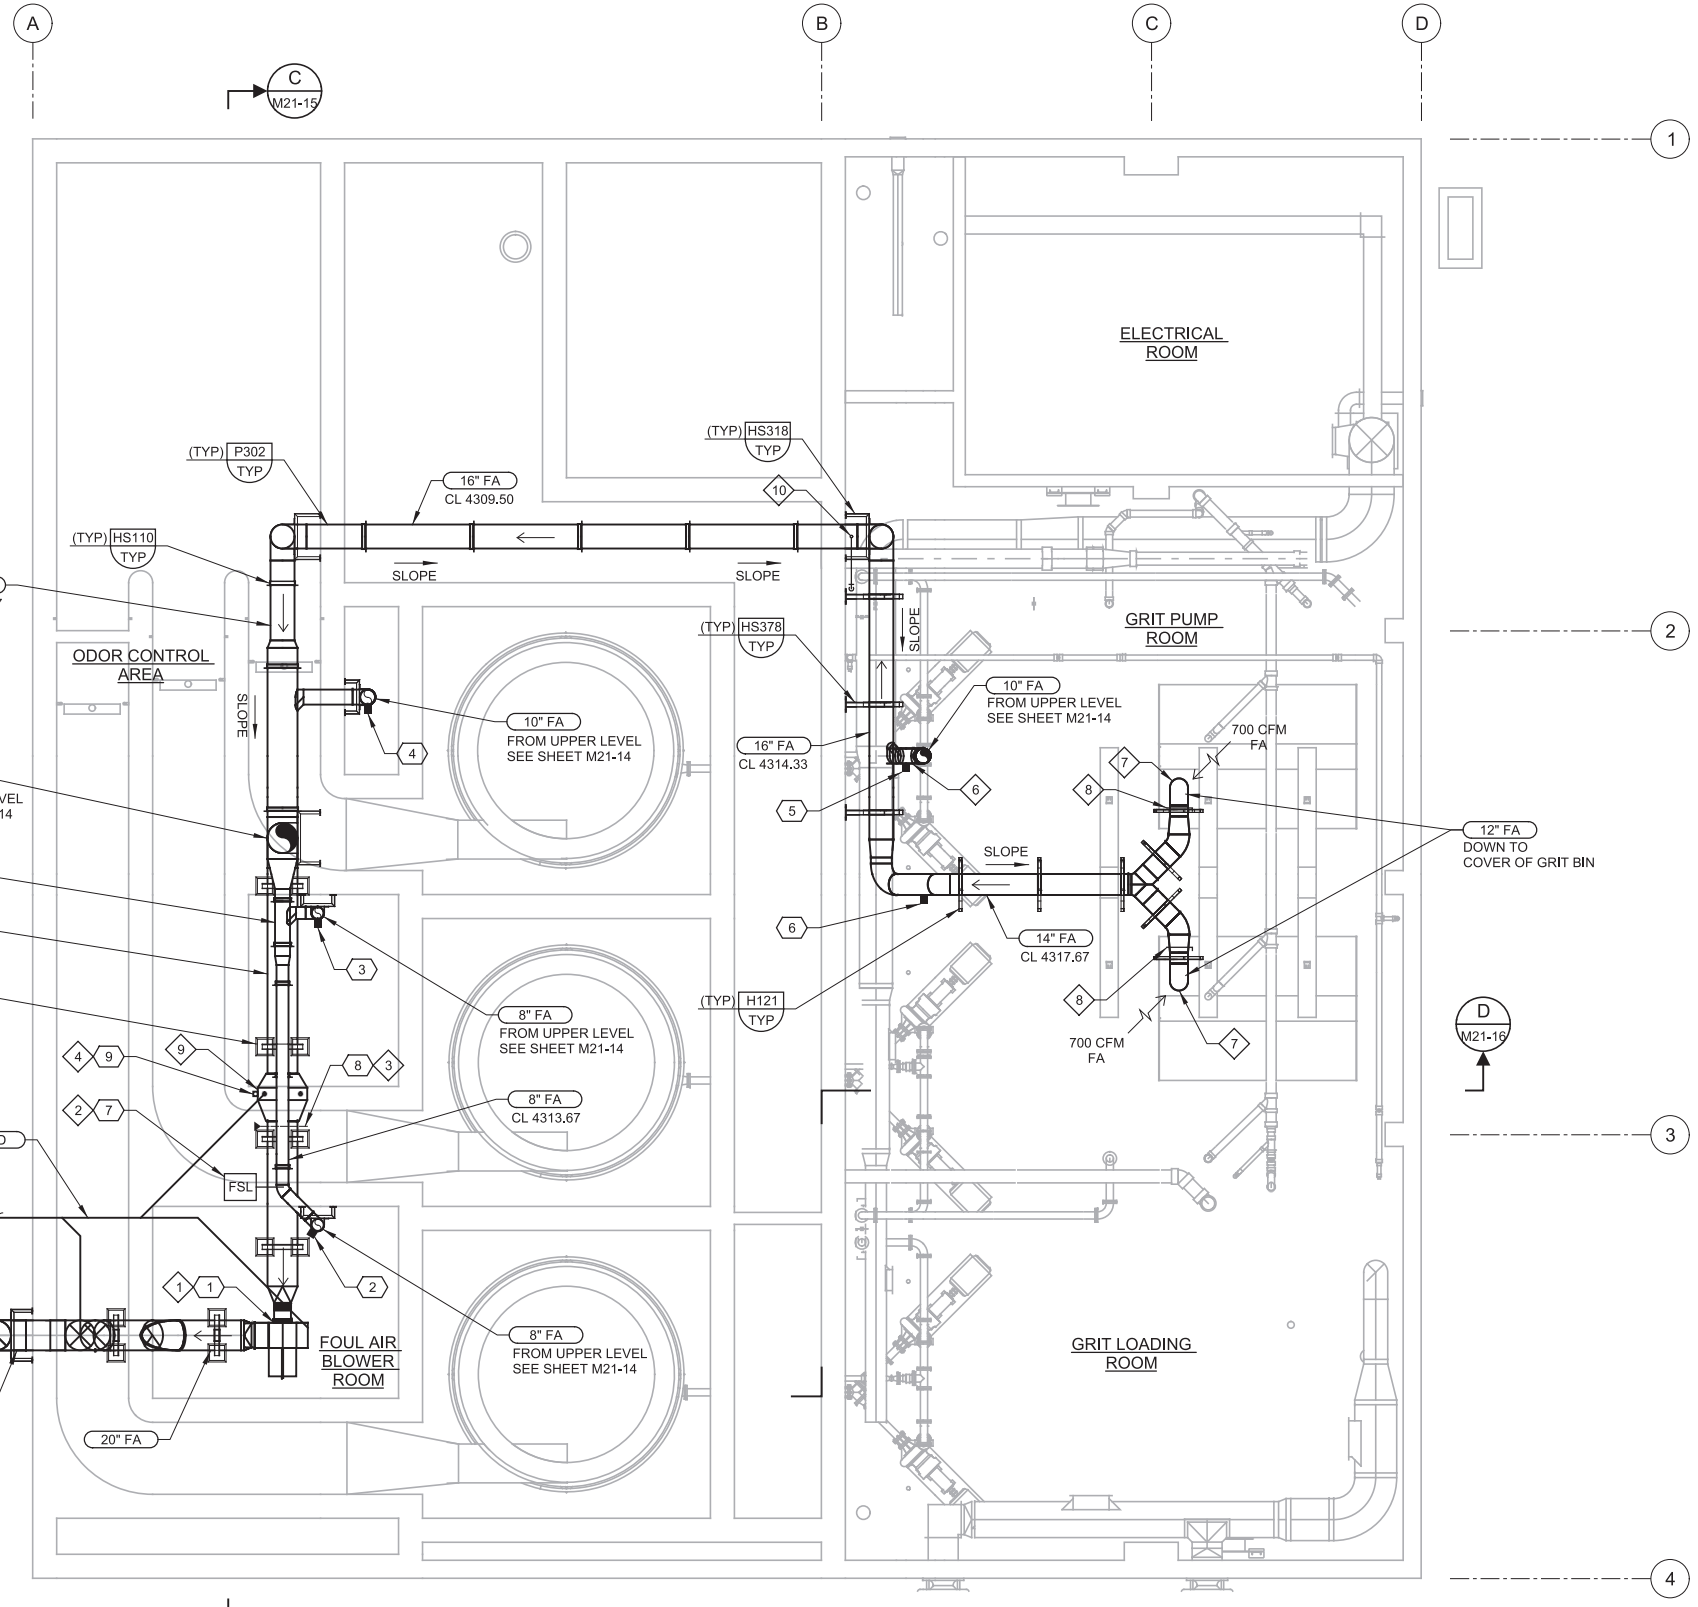 A
B
C
D
C
M21-15
1
ELECTRICAL
ROOM
(TYP) HS318
TYP
(TYP) P302
TYP
16" FA
CL 4309.50
10
(TYP) HS110
TYP
SLOPE
SLOPE
SLOPE
GRIT PUMP
ROOM
2
(TYP) HS378
TYP
ODOR CONTROL
AREA
SLOPE
10" FA
FROM UPPER LEVEL
SEE SHEET M21-14
10" FA
FROM UPPER LEVEL
SEE SHEET M21-14
4
16" FA
CL 4314.33
700 CFM
FA
7
8
6
5
VEL
14
12" FA
DOWN TO
COVER OF GRIT BIN
SLOPE
6
14" FA
CL 4317.67
3
8
(TYP) H121
TYP
8" FA
FROM UPPER LEVEL
SEE SHEET M21-14
D
M21-16
700 CFM
FA
7
4
9
9
8
3
8" FA
CL 4313.67
2
7
3
FSL
1
1
2
8" FA
FROM UPPER LEVEL
SEE SHEET M21-14
FOUL AIR
BLOWER
ROOM
GRIT LOADING
ROOM
20" FA
4